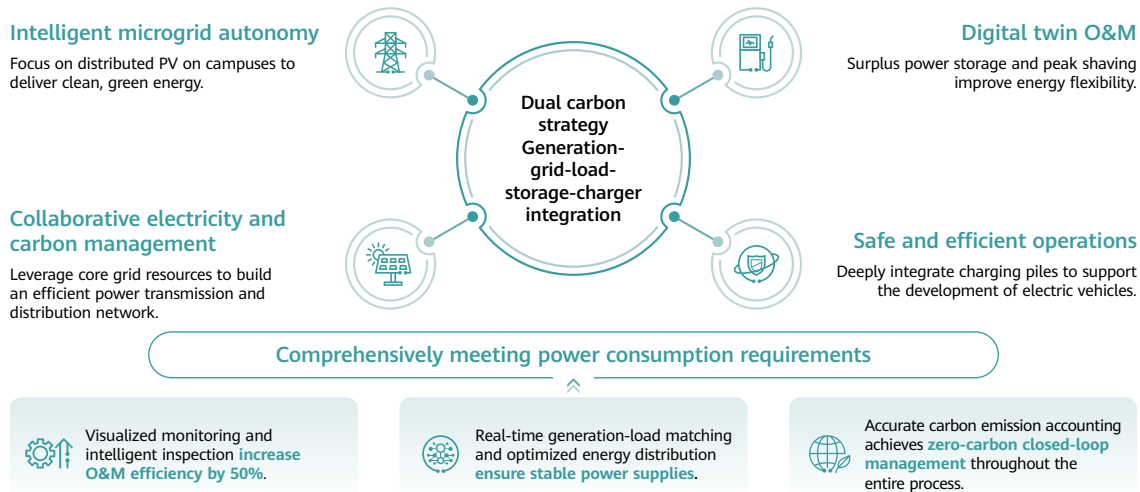 Intelligent microgrid autonomy
Focus on distributed PV on campuses to
deliver clean, green energy.
Digital twin O&M
Surplus power storage and peak shaving
improve energy flexibility.
Dual carbon
strategy
Generation-
grid-load-
storage-charger
integration
Collaborative electricity and
carbon management
Leverage core grid resources to build
an efficient power transmission and
distribution network.
Safe and efficient operations
Deeply integrate charging piles to support
the development of electric vehicles.
Comprehensively meeting power consumption requirements
Visualized monitoring and
intelligent inspection increase
O&M efficiency by 50%.
Real-time generation-load matching
and optimized energy distribution
ensure stable power supplies.
Accurate carbon emission accounting
achieves zero-carbon closed-loop
management throughout the
entire process.